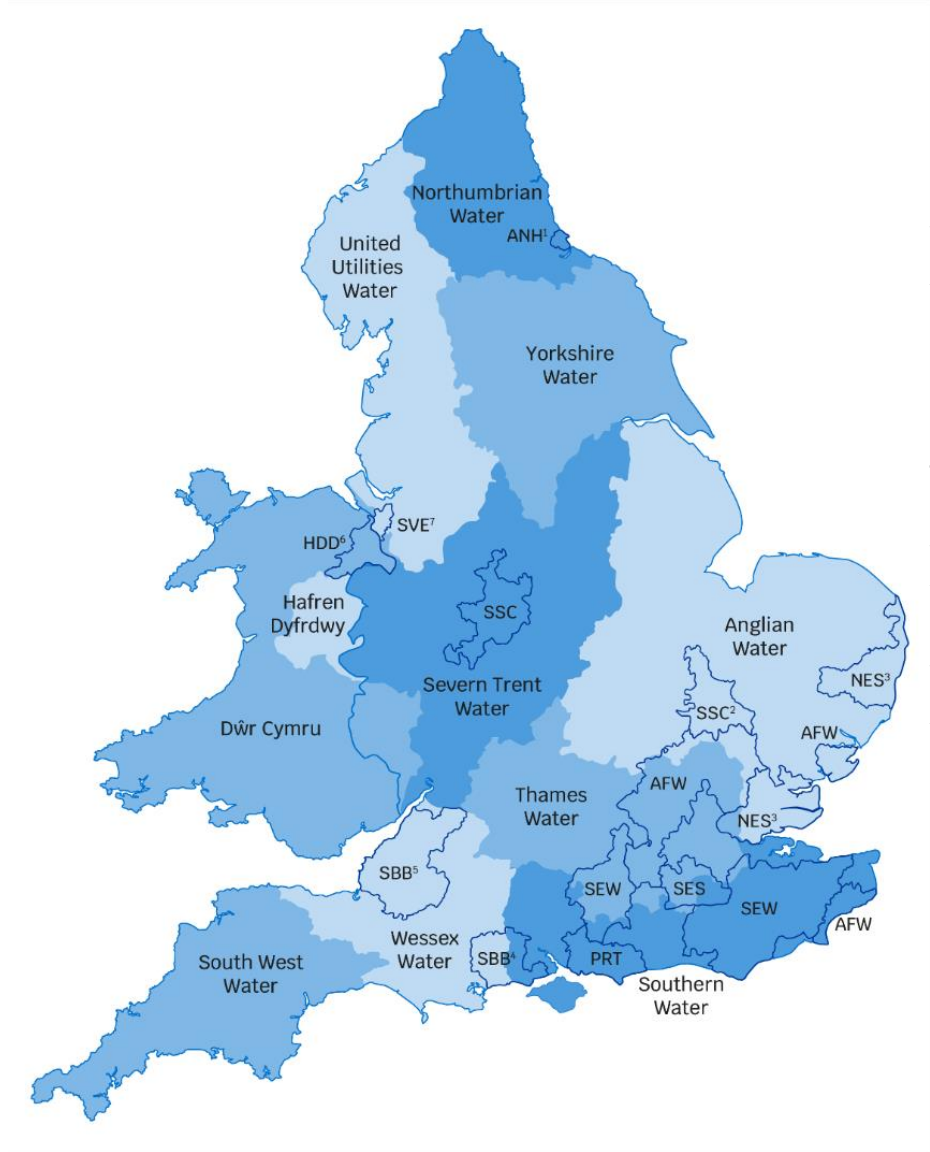 Northumbrian
Water
ANH¹
United
Utilities
Water
Yorkshire
Water
SVE⁷
HDD⁶
Hafren
Dyfrdwy
SSC
Anglian
Water
NES³
Severn Trent
Water
SSC²
Dŵr Cymru
AFW
AFW
Thames
Water
NES³
SBB⁵
SEW
SES
SEW
AFW
Wessex
Water
SBB⁴
PRT
South West
Water
Southern
Water